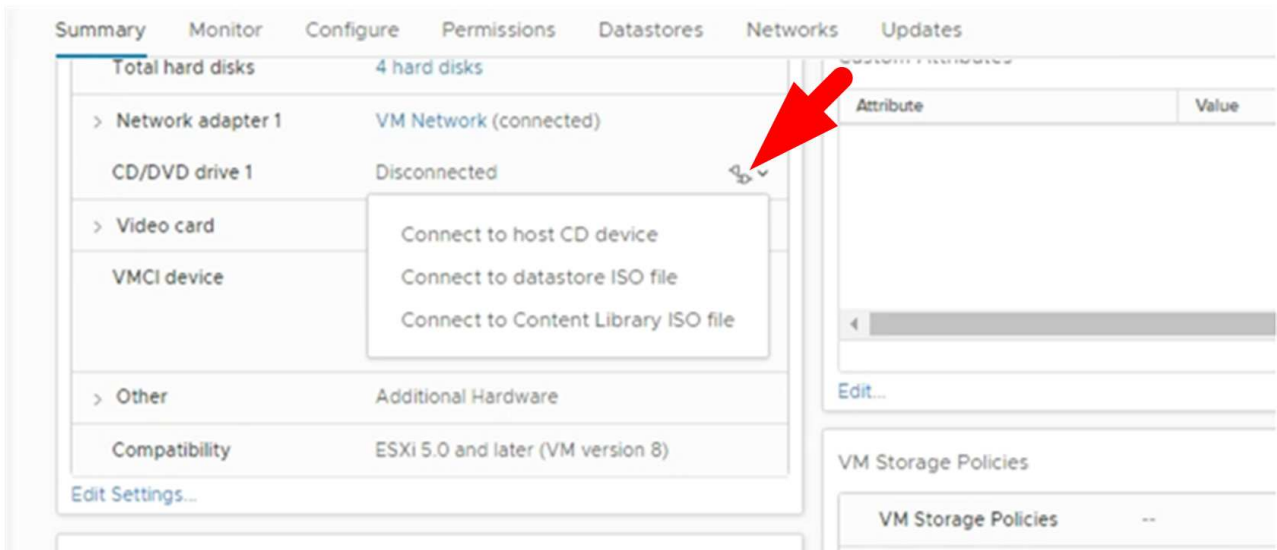 Summary Monitor Configure Permissions Datastores Networks Updates
Total hard disks 4 hard disks
Custom Attributes
Attribute Value
> Network adapter 1 VM Network (connected)
CD/DVD drive 1 Disconnected
> Video card
Connect to host CD device
VMCI device
Connect to datastore ISO file
Connect to Content Library ISO file
> Other Additional Hardware
Edit...
Compatibility ESXi 5.0 and later (VM version 8)
VM Storage Policies
Edit Settings...
VM Storage Policies --